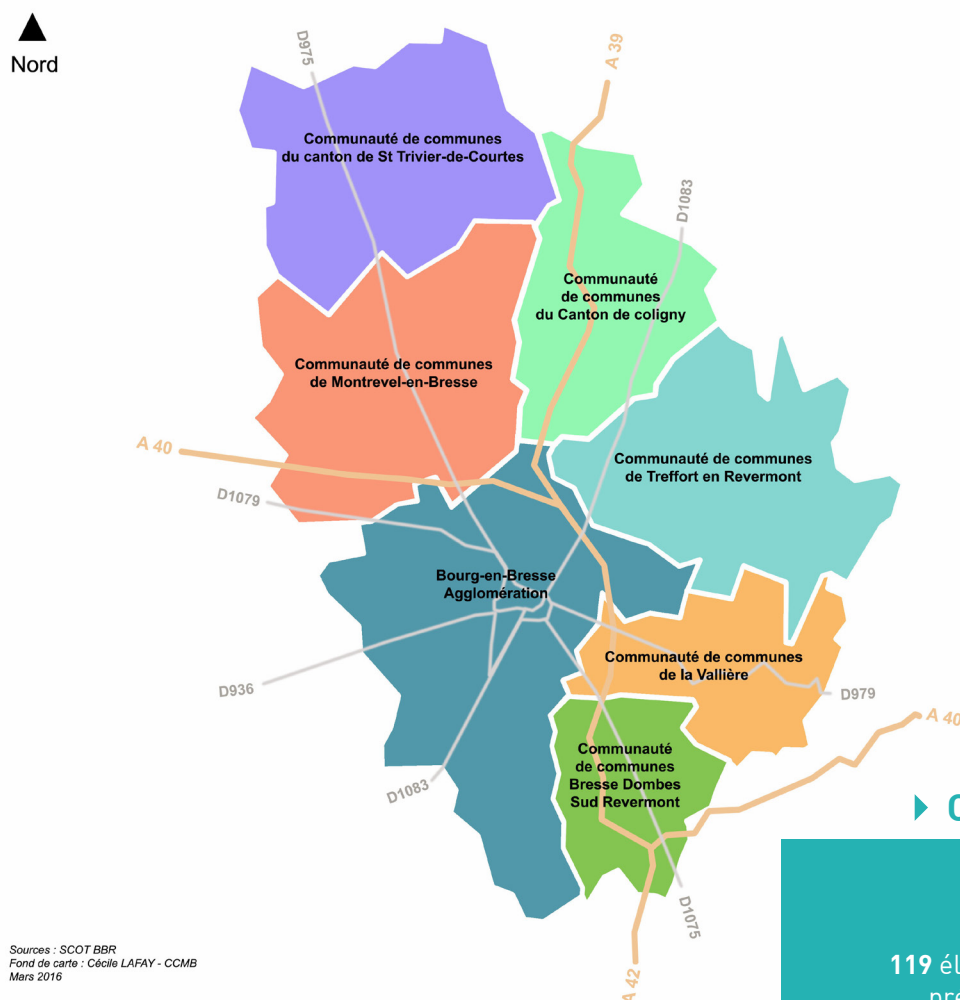 Nord
D975
A 39
Communauté de communes
du canton de St Trivier-de-Courtes
D1083
Communauté
de communes
du Canton de coligny
Communauté de communes
de Montrevel-en-Bresse
A 40
D1079
Communauté de communes
de Treffort en Revermont
Bourg-en-Bresse
Agglomération
Communauté de communes
de la Vallière
D936
D979
A 40
Communauté
de communes
Bresse Dombes
Sud Revermont
D1083
D1075
A 42
119 él
Sources : SCOT BBR
Fond de carte : Cécile LAFAY - CCMB
Mars 2016